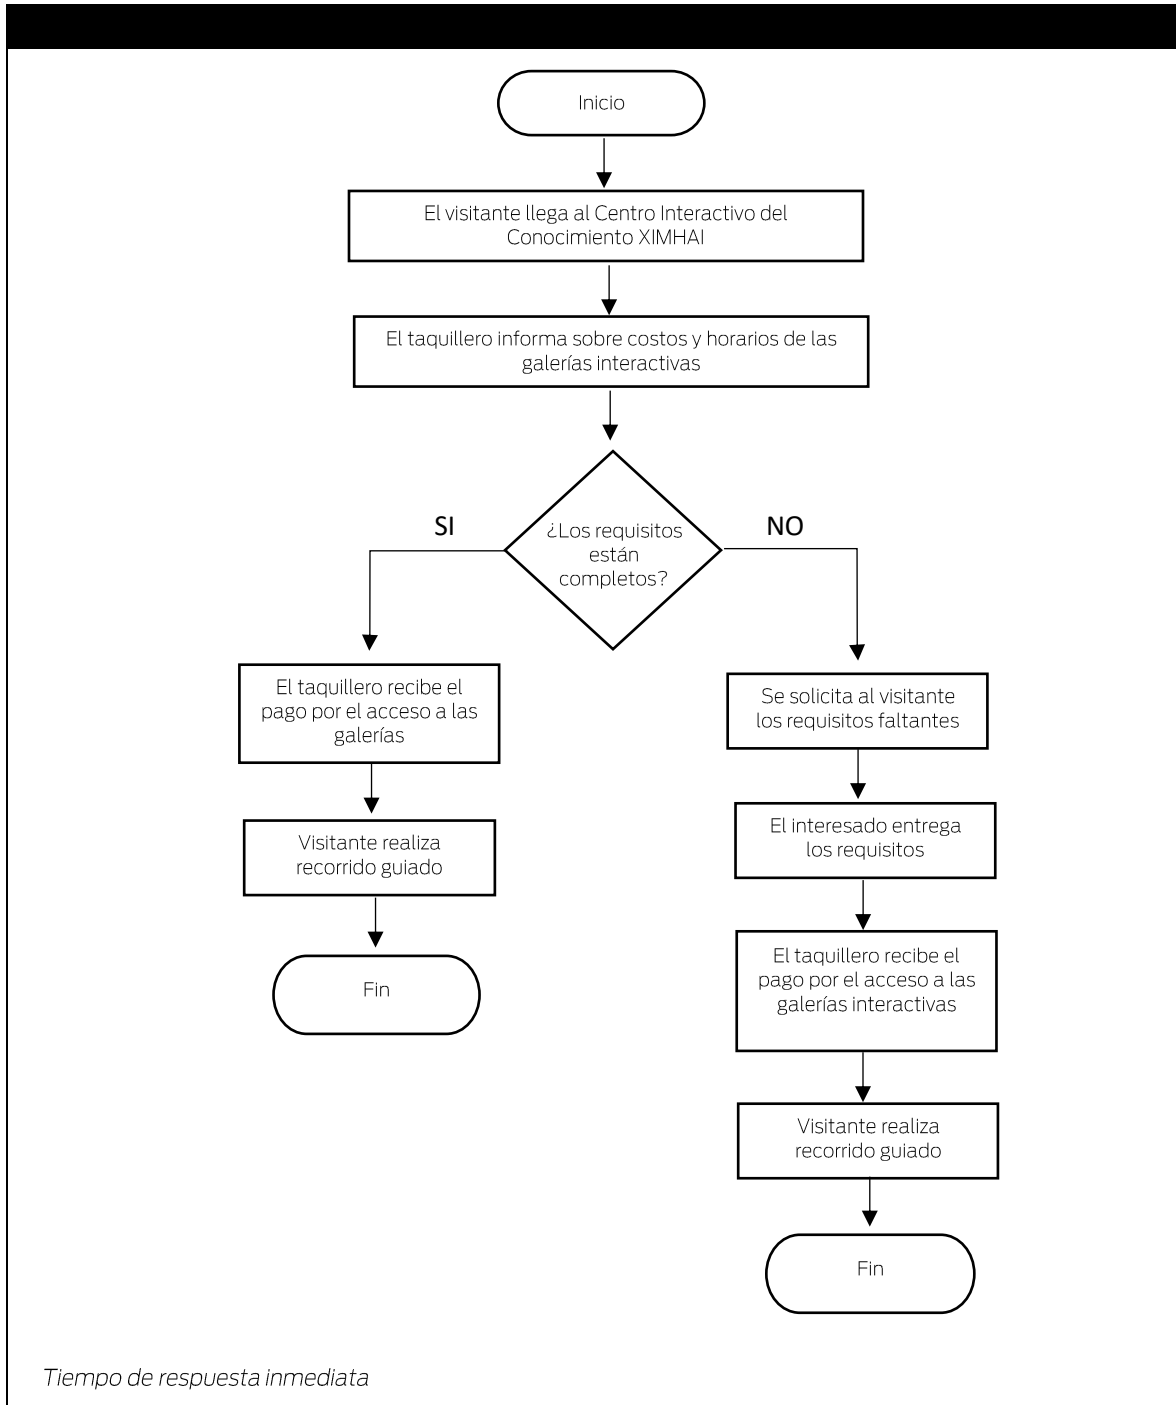 Inicio
El visitante llega al Centro Interactivo del
Conocimiento XIMHAI
El taquillero informa sobre costos y horarios de las
galerías interactivas
¿Los requisitos
están
completos?
SI
NO
El taquillero recibe el
pago por el acceso a las
galerías
Visitante realiza
recorrido guiado
Fin
Se solicita al visitante
los requisitos faltantes
El interesado entrega
los requisitos
El taquillero recibe el
pago por el acceso a las
galerías interactivas
Visitante realiza
recorrido guiado
Fin
Tiempo de respuesta inmediata